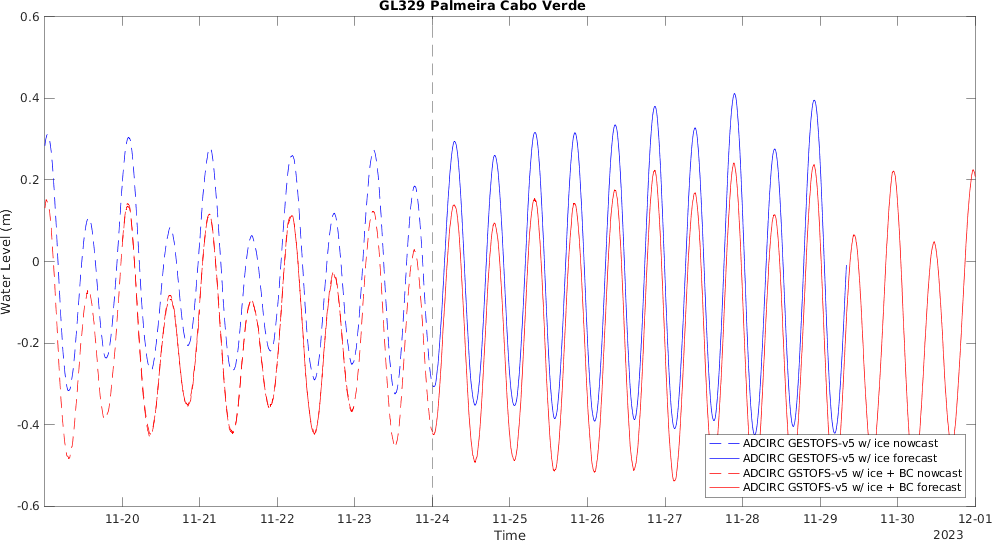 GL329 Palmeira Cabo Verde
0.6
0.4
0.2
0
-0.2
-0.4
-0.6
Water Level (m)
ADCIRC GESTOFS-v5 w/ ice nowcast
ADCIRC GESTOFS-v5 w/ ice forecast
ADCIRC GSTOFS-v5 w/ ice + BC nowcast
ADCIRC GSTOFS-v5 w/ ice + BC forecast
11-20 11-21 11-22 11-23 11-24 11-25 11-26 11-27 11-28 11-29 11-30 12-01
Time
2023